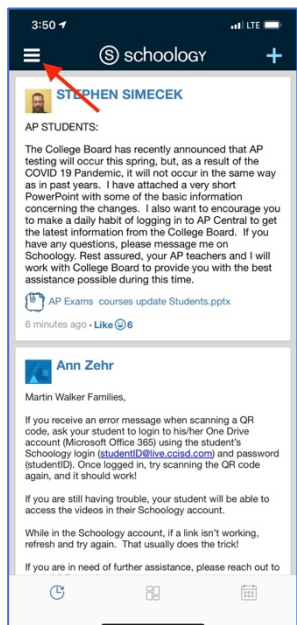 3:50
LTE
S schoology
+
STEPHEN SIMECEK
AP STUDENTS:
The College Board has recently announced that AP
testing will occur this spring, but, as a result of the
COVID 19 Pandemic, it will not occur in the same way
as in past years.  I have attached a very short
PowerPoint with some of the basic information
concerning the changes.  I also want to encourage you
to make a daily habit of logging in to AP Central to get
the latest information from the College Board.  If you
have any questions, please message me on
Schoology. Rest assured, your AP teachers and I will
work with College Board to provide you with the best
assistance possible during this time.
AP Exams  courses update Students.pptx
6 minutes ago • Like 6
Ann Zehr
Martin Walker Families,
If you receive an error message when scanning a QR
code, ask your student to login to his/her One Drive
account (Microsoft Office 365) using the student's
Schoology login (studentID@live.ccisd.com) and password
(studentID). Once logged in, try scanning the QR code
again, and it should work!
If you are still having trouble, your student will be able to
access the videos in their Schoology account.
While in the Schoology account, if a link isn't working,
refresh and try again.  That usually does the trick!
If you are in need of further assistance, please reach out to